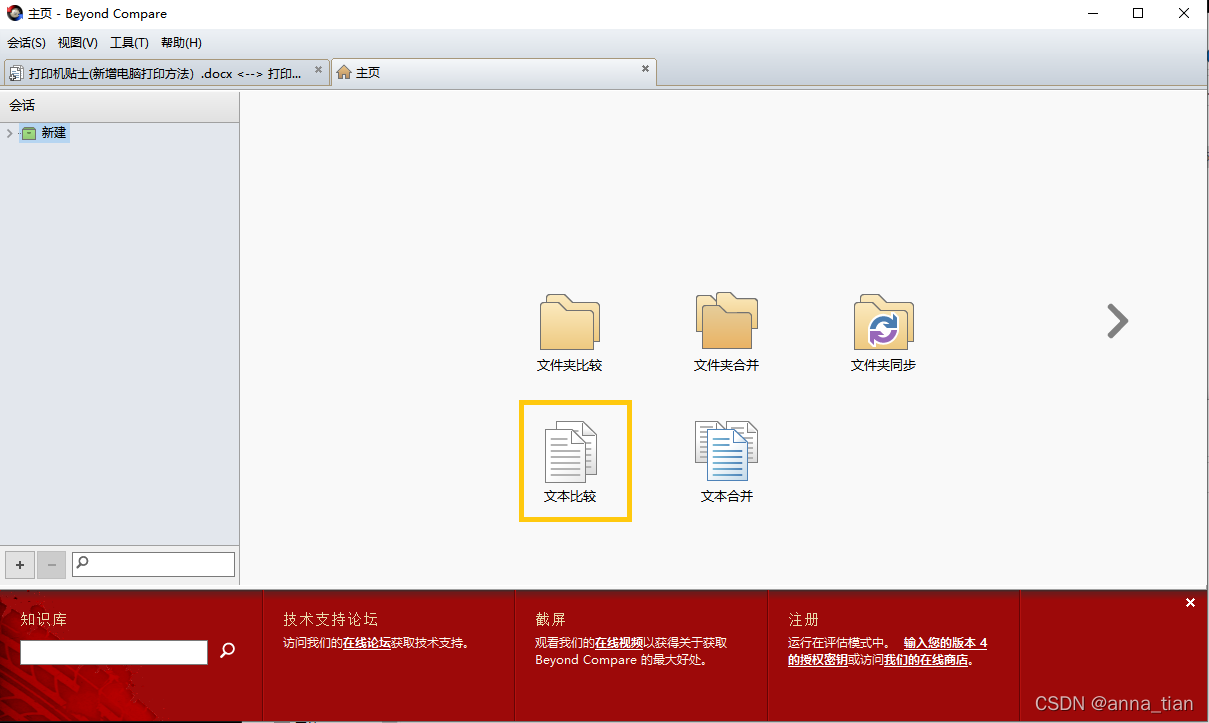 主页 - Beyond Compare
会话(S) 视图(V) 工具(T) 帮助(H)
打印机贴士(新增电脑打印方法）.docx <--> 打印... 主页
会话
新建
文件夹比较 文件夹合并 文件夹同步
文本比较 文本合并
知识库
技术支持论坛
访问我们的在线论坛获取技术支持。
截屏
观看我们的在线视频以获得关于获取
Beyond Compare 的最大好处。
注册
运行在评估模式中。 输入您的版本 4
的授权密钥或访问我们的在线商店。
CSDN @anna_tian